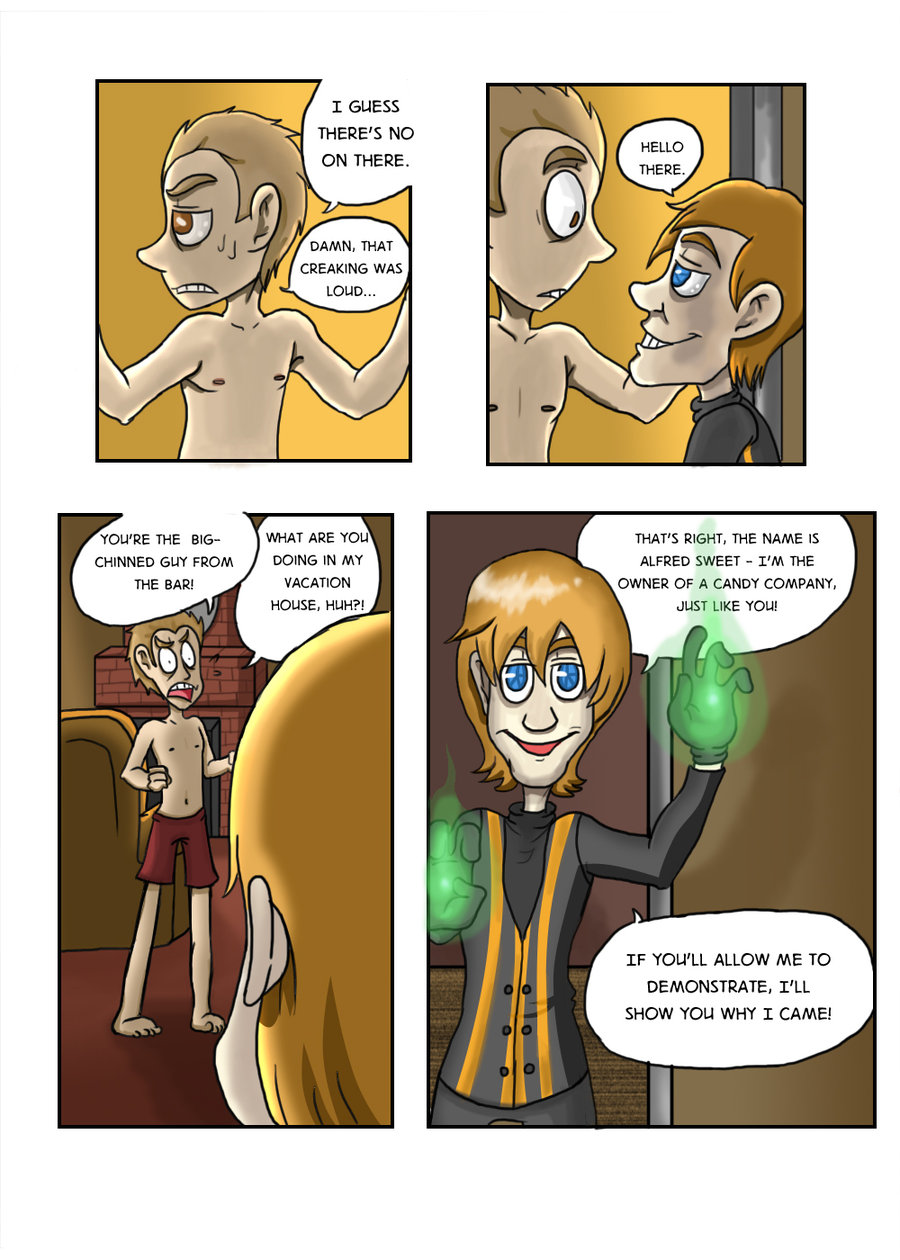 I GUESS
THERE'S NO
ON THERE.
DAMN, THAT
CREAKING WAS
LOUD...
HELLO
THERE.
YOU'RE THE BIG-
CHINNED GUY FROM
THE BAR!
WHAT ARE YOU
DOING IN MY
VACATION
HOUSE, HUH?!
THAT'S RIGHT, THE NAME IS
ALFRED SWEET - I'M THE
OWNER OF A CANDY COMPANY,
JUST LIKE YOU!
IF YOU'LL ALLOW ME TO
DEMONSTRATE, I'LL
SHOW YOU WHY I CAME!